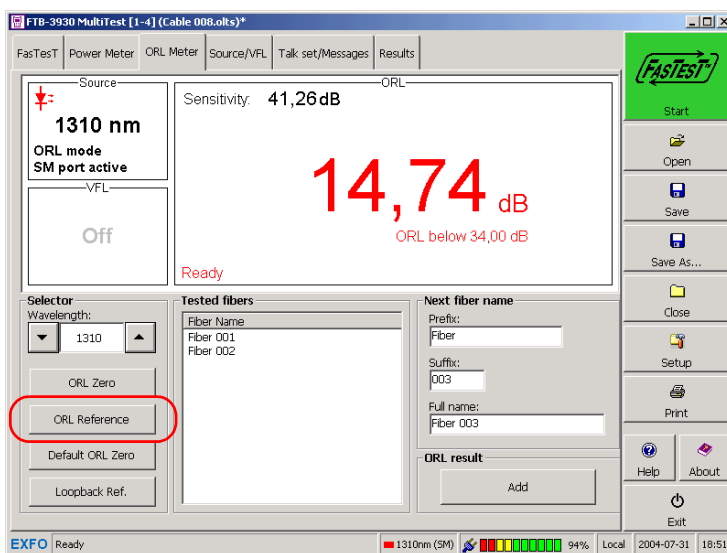 FTB-3930 MultiTest [1-4] (Cable 008.olts)*
FasTesT Power Meter ORL Meter Source/VFL Talk set/Messages Results
Source
1310 nm
ORL mode
SM port active
VFL
Off
ORL
Sensitivity: 41,26 dB
14,74 dB
ORL below 34,00 dB
Ready
Selector
Wavelength:
1310
ORL Zero
ORL Reference
Default ORL Zero
Loopback Ref.
Tested fibers
Fiber Name
Fiber 001
Fiber 002
Next fiber name
Prefix:
Fiber
Suffix:
003
Full name:
Fiber 003
ORL result
Add
FASTEST™
Start
Open
Save
Save As...
Close
Setup
Print
Help About
Exit
EXFO Ready 1310nm (SM) 94% Local 2004-07-31 18:51